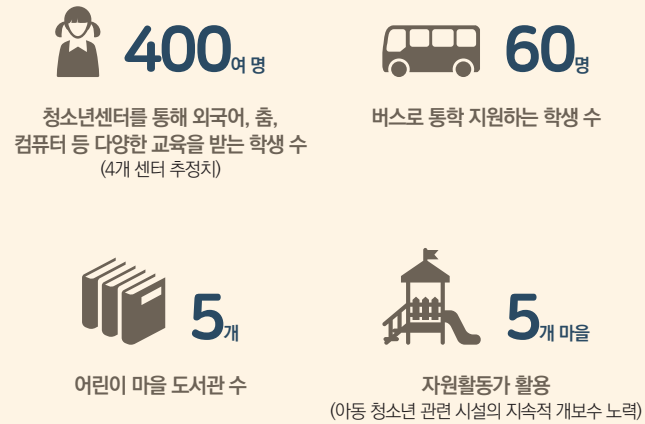 400여 명
60명
청소년센터를 통해 외국어, 춤,
컴퓨터 등 다양한 교육을 받는 학생 수
(4개 센터 추정치)
버스로 통학 지원하는 학생 수
5개
5개 마을
어린이 마을 도서관 수
자원활동가 활용
(아동 청소년 관련 시설의 지속적 개보수 노력)